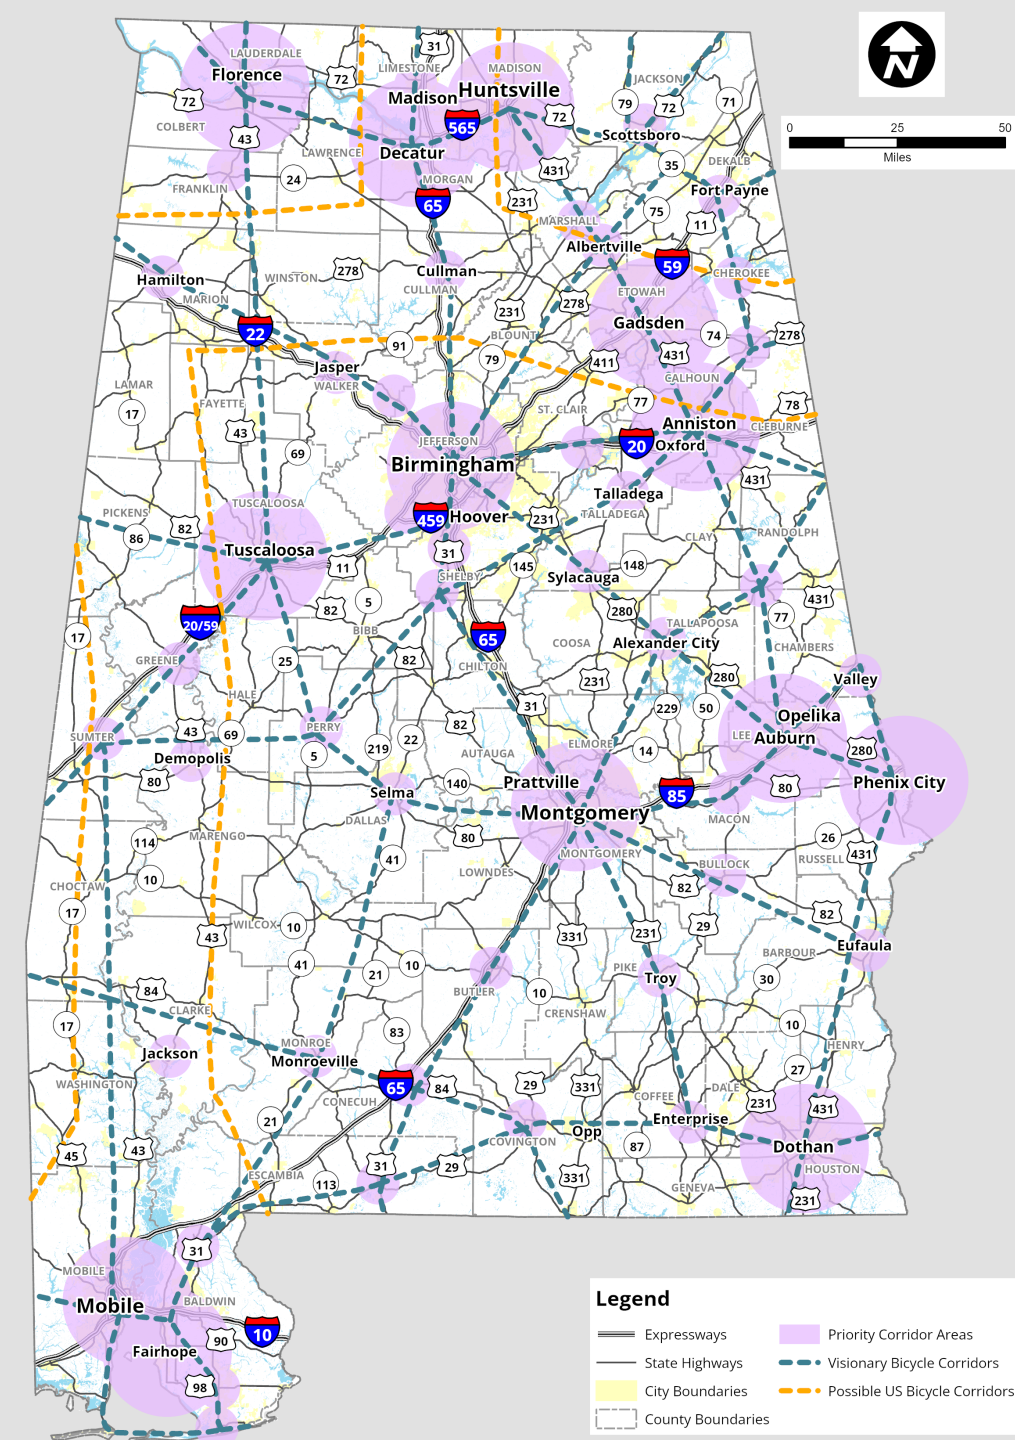 N
0 25 50
Miles
31
LAUDERDALE
Florence
72
LIMESTONE
MADISON
Huntsville
JACKSON
72
Madison
79
72
71
COLBERT
43
565
72
Scottsboro
LAWRENCE
Decatur
35
DEKALB
24
MORGAN
431
FRANKLIN
Fort Payne
65
231
75
MARSHALL
11
Albertville
59
278
Cullman
CHEROKEE
Hamilton
WINSTON
CULLMAN
ETOWAH
MARION
278
231
22
Gadsden
BLOUNT
74
278
91
79
411
431
Jasper
WALKER
CALHOUN
LAMAR
77
78
17
FAYETTE
ST. CLAIR
43
Anniston
CLEBURNE
69
JEFFERSON
20
Oxford
Birmingham
431
Talladega
TUSCALOOSA
PICKENS
459
Hoover
231
TALLADEGA
82
86
CLAY
RANDOLPH
Tuscaloosa
31
11
145
148
SHELBY
Sylacauga
82
5
280
431
20/59
77
BIBB
65
TALLAPOOSA
17
Alexander City
COOSA
CHAMBERS
GREENE
25
82
CHILTON
280
Valley
231
HALE
31
229
50
Opelika
PERRY
82
SUMTER
43
69
22
LEE
Auburn
219
ELMORE
14
280
Demopolis
5
AUTAUGA
80
140
Prattville
Phenix City
Selma
85
80
Montgomery
DALLAS
MACON
MARENGO
80
26
114
41
MONTGOMERY
RUSSELL
431
BULLOCK
10
LOWNDES
82
CHOCTAW
17
82
WILCOX
10
29
43
331
231
Eufaula
41
10
BARBOUR
21
PIKE
84
BUTLER
Troy
30
10
CLARKE
CRENSHAW
17
83
10
MONROE
HENRY
Jackson
Monroeville
27
WASHINGTON
65
84
29
331
DALE
CONECUH
COFFEE
231
431
21
Enterprise
Opp
43
COVINGTON
87
Dothan
45
31
29
HOUSTON
ESCAMBIA
113
331
GENEVA
231
31
MOBILE
BALDWIN
Mobile
10
90
Fairhope
98
Legend
Expressways
State Highways
City Boundaries
County Boundaries
Priority Corridor Areas
Visionary Bicycle Corridors
Possible US Bicycle Corridors